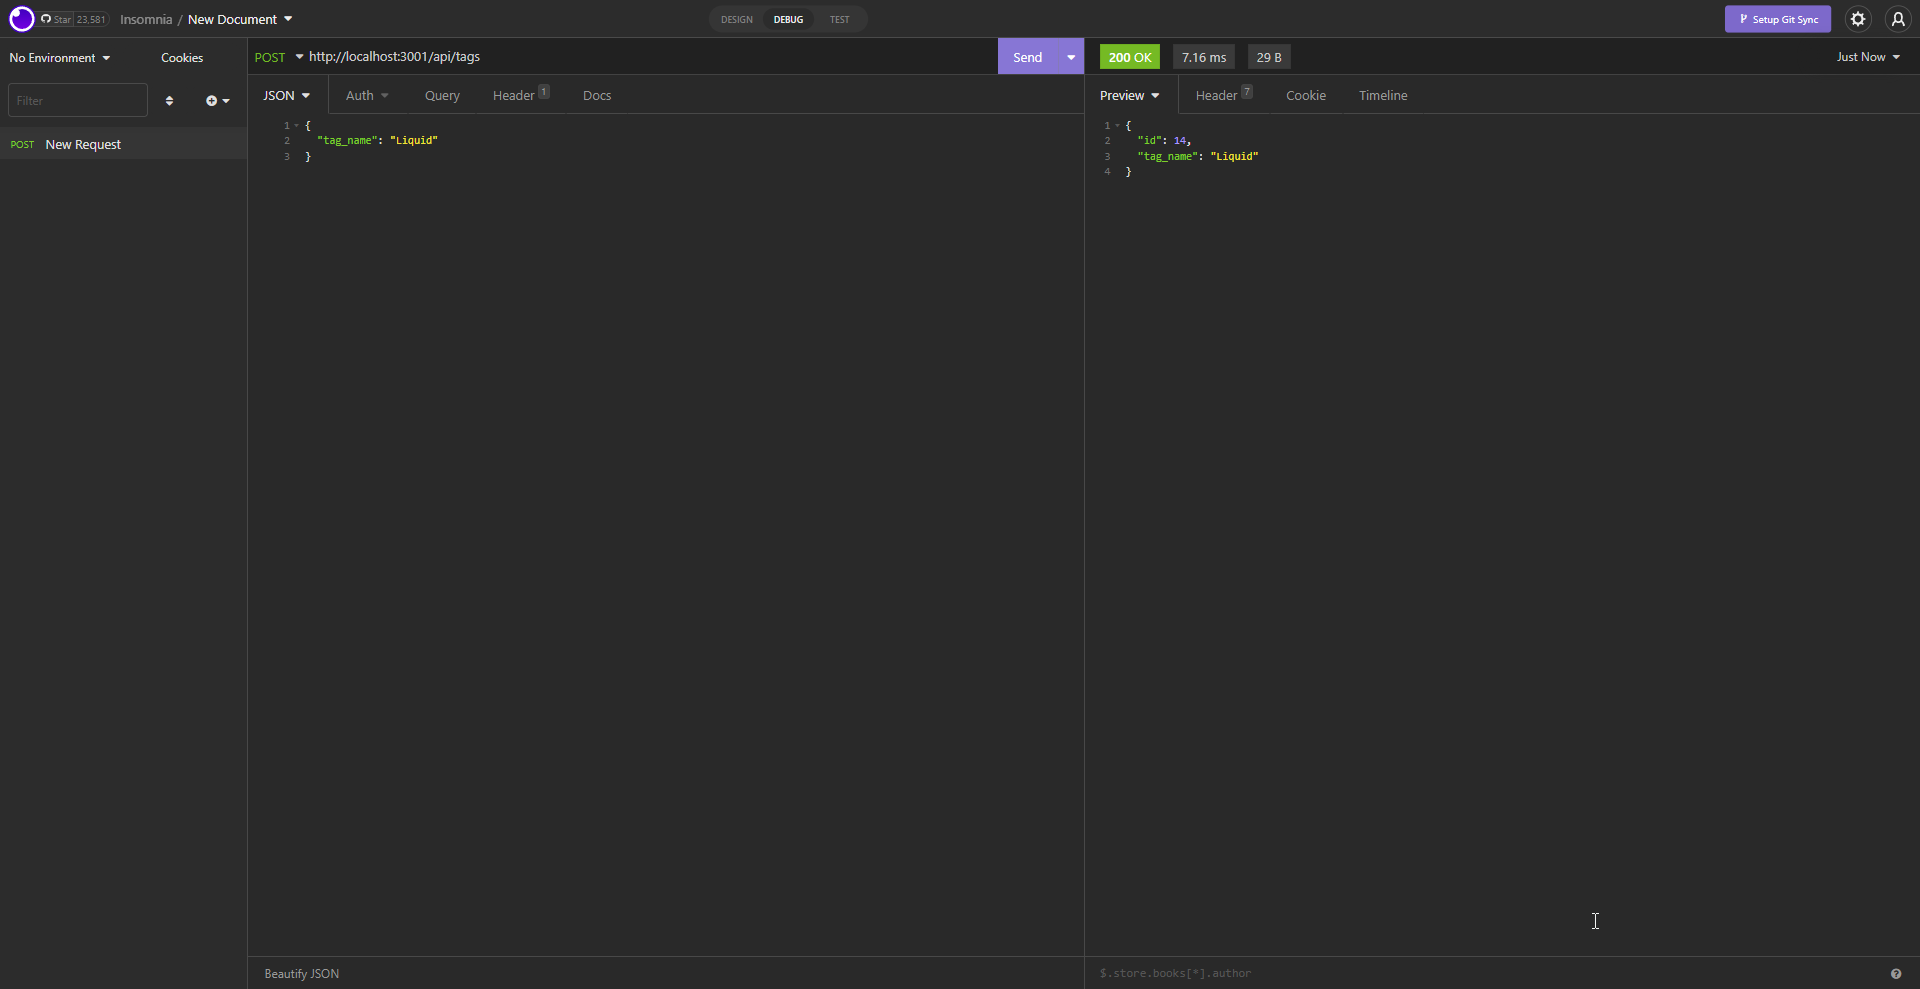 Star 23,581 Insomnia / New Document DESIGN DEBUG TEST Setup Git Sync
No Environment Cookies POST http://localhost:3001/api/tags Send 200 OK 7.16 ms 29 B Just Now
Filter JSON Auth Query Header 1 Docs Preview Header 7 Cookie Timeline
POST New Request
1 {
2 "tag_name": "Liquid"
3 }
1 {
2 "id": 14,
3 "tag_name": "Liquid"
4 }
Beautify JSON $.store.books[*].author ?